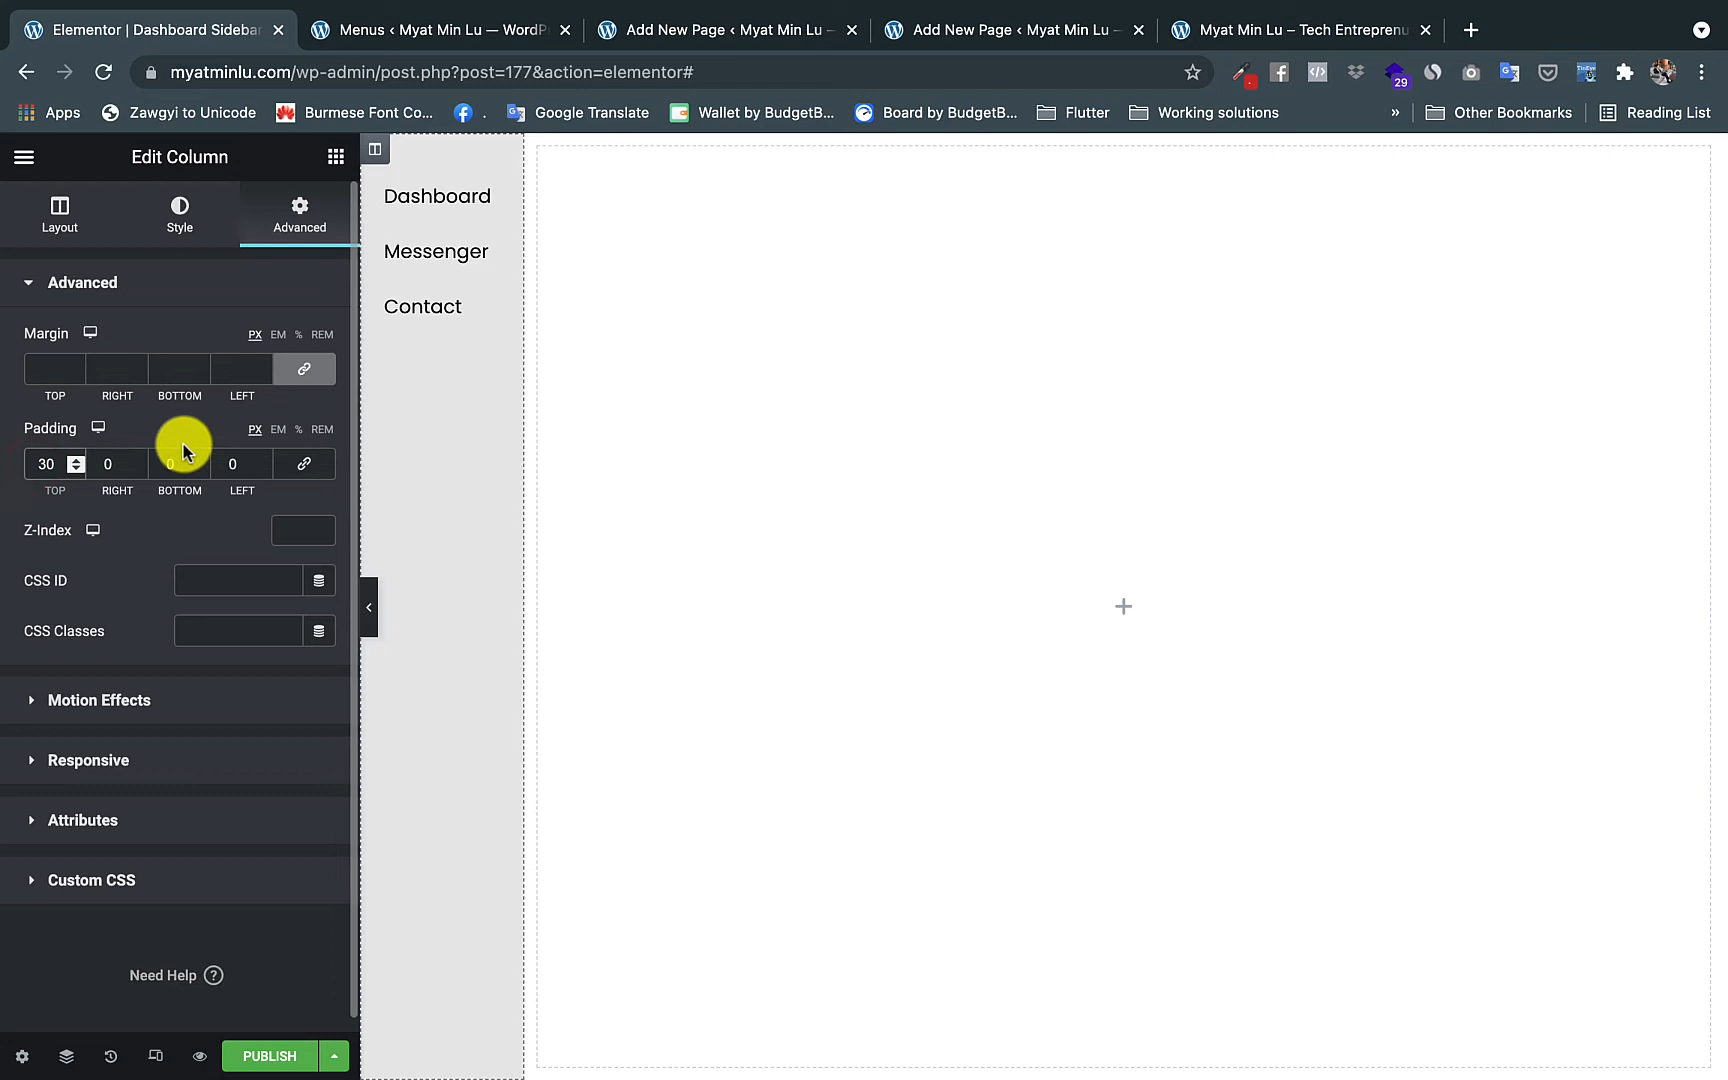 Elementor | Dashboard Sideba
Menus ‹ Myat Min Lu — WordP
Add New Page ‹ Myat Min Lu –
Add New Page ‹ Myat Min Lu –
Myat Min Lu – Tech Entreprenu
myatminlu.com/wp-admin/post.php?post=177&action=elementor#
29
Apps
Zawgyi to Unicode
Burmese Font Co...
.
Google Translate
Wallet by BudgetB...
Board by BudgetB...
Flutter
Working solutions
»
Other Bookmarks
Reading List
Edit Column
Layout
Style
Advanced
Advanced
Margin
PX EM % REM
TOP RIGHT BOTTOM LEFT
Padding
PX EM % REM
30 0 0 0
TOP RIGHT BOTTOM LEFT
Z-Index
CSS ID
CSS Classes
Motion Effects
Responsive
Attributes
Custom CSS
Need Help
PUBLISH
Dashboard
Messenger
Contact